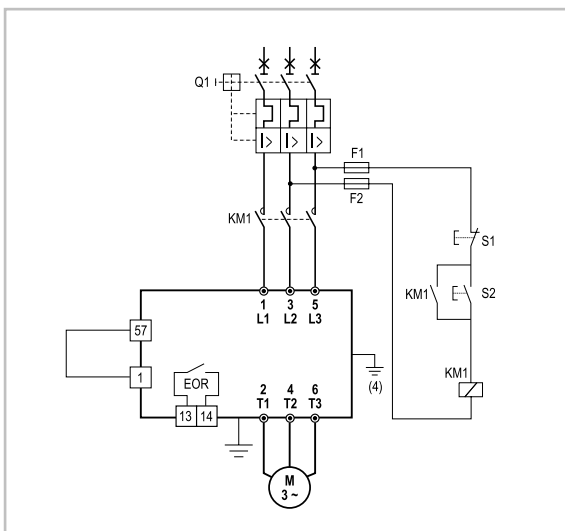 Q1
I> I> I>
F1
F2
KM1
S1
KM1
S2
KM1
1 3 5
L1 L2 L3
57
1
EOR
13 14
2 4 6
T1 T2 T3
(4)
M
3 ~